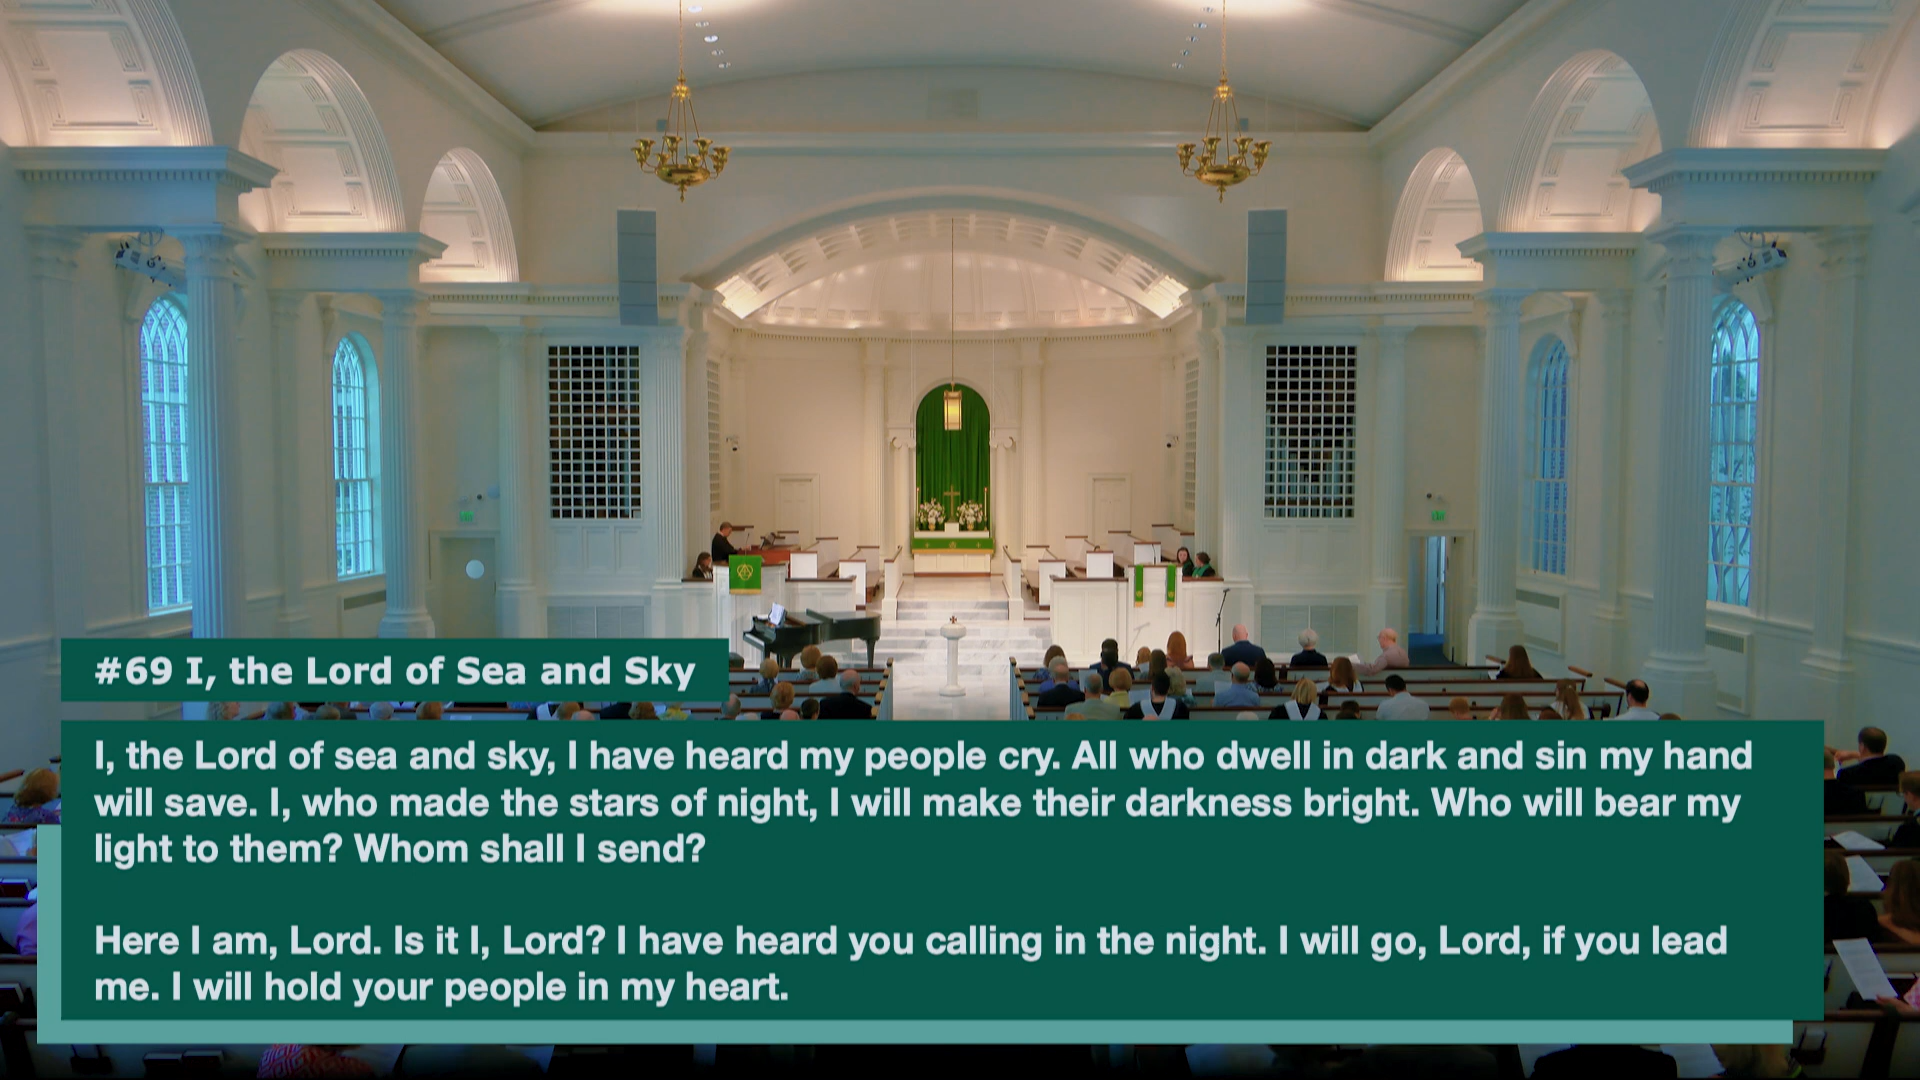 #69 I, the Lord of Sea and Sky
I, the Lord of sea and sky, I have heard my people cry. All who dwell in dark and sin my hand
will save. I, who made the stars of night, I will make their darkness bright. Who will bear my
light to them? Whom shall I send?
Here I am, Lord. Is it I, Lord? I have heard you calling in the night. I will go, Lord, if you lead
me. I will hold your people in my heart.